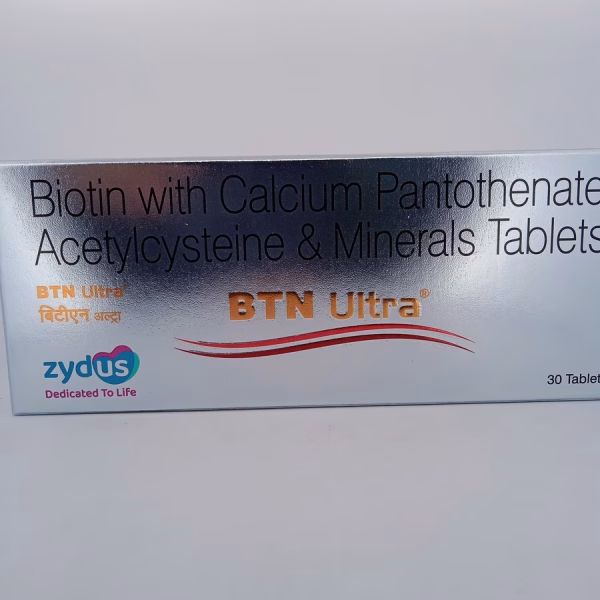 Biotin with Calcium Pantothenate
Acetylcysteine & Minerals Tablets
BTN Ultra®
बिटीएन अल्ट्रा
BTN Ultra®
zydus
Dedicated To Life
30 Tablet